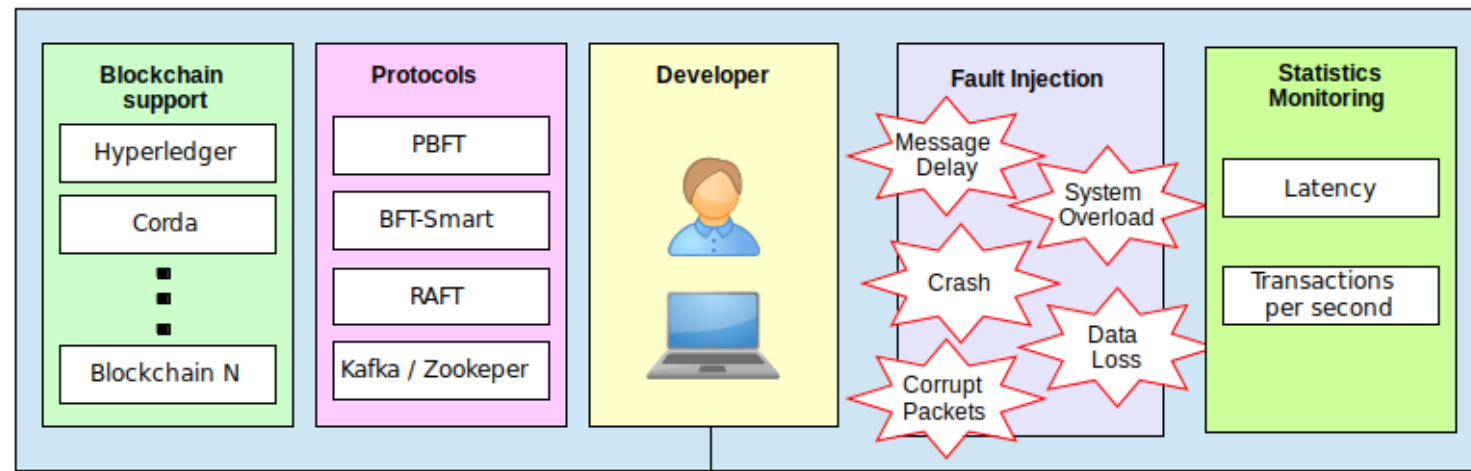 Blockchain
support
Hyperledger
Corda
Blockchain N
Protocols
PBFT
BFT-Smart
RAFT
Kafka / Zookeper
Developer
Fault Injection
Message
Delay
System
Overload
Crash
Data
Loss
Corrupt
Packets
Statistics
Monitoring
Latency
Transactions
per second